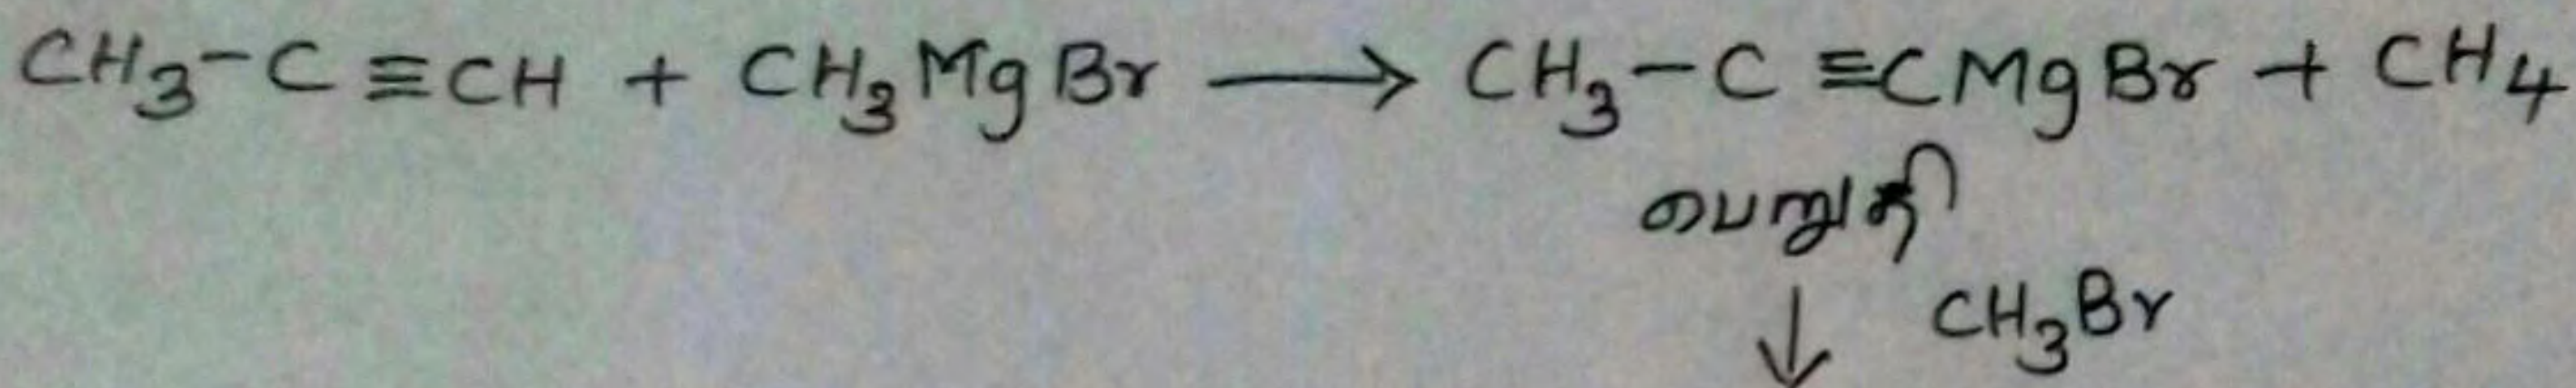 CH₃-C≡CH + CH₃MgBr → CH₃-C≡CMgBr + CH₄
பெறுதி
↓ CH₃Br